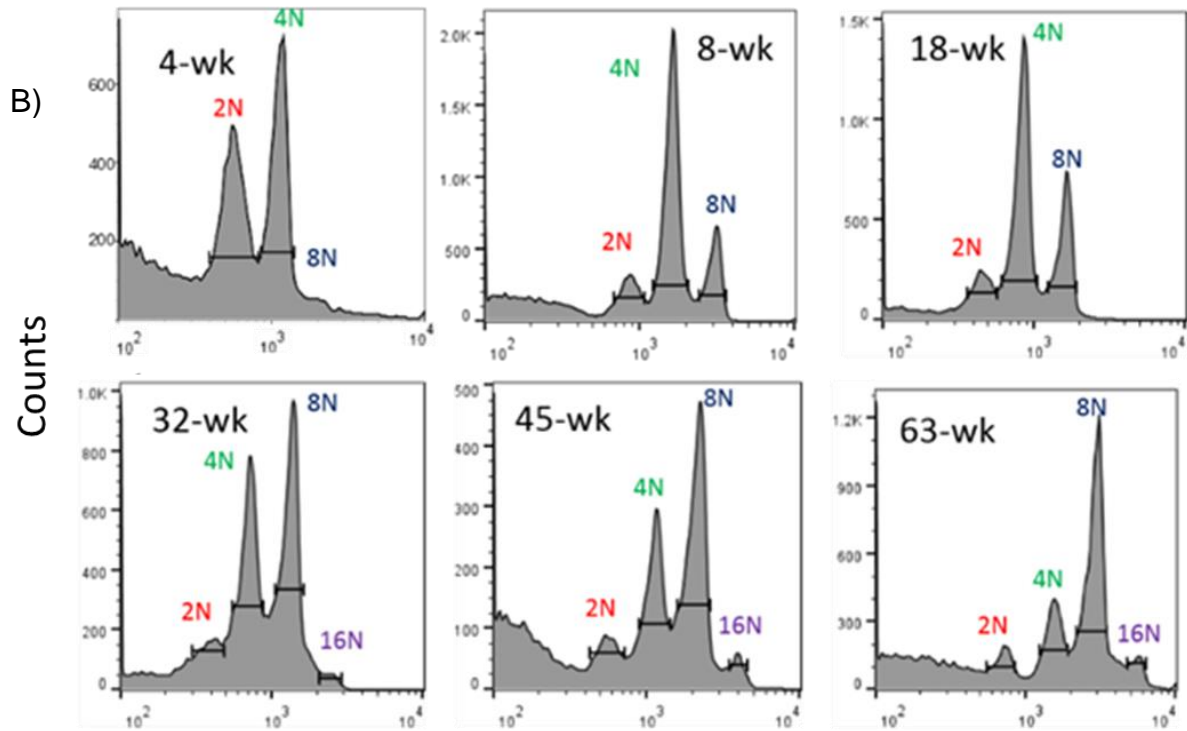 B)
Counts
4-wk
2N
4N
8N
600
400
200
10^2
10^3
10^4
8-wk
2N
4N
8N
2.0K
1.5K
1.0K
500
0
10^2
10^3
10^4
18-wk
2N
4N
8N
1.5K
1.0K
500
0
10^2
10^3
10^4
32-wk
2N
4N
8N
16N
1.0K
800
600
400
200
0
10^2
10^3
10^4
45-wk
2N
4N
8N
16N
500
400
300
200
100
0
10^2
10^3
10^4
63-wk
2N
4N
8N
16N
1.2K
900
600
300
0
10^2
10^3
10^4